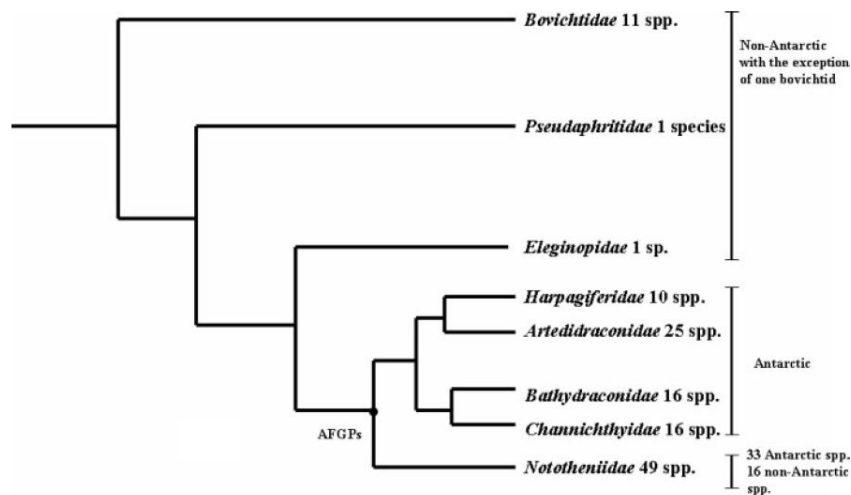 Bovichtidae 11 spp.
Non-Antarctic
with the exception
of one bovichtid
Pseudaphritidae 1 species
Eleginopidae 1 sp.
Harpagiferidae 10 spp.
Artedidraconidae 25 spp.
Antarctic
Bathydraconidae 16 spp.
Channichthyidae 16 spp.
AFGPs
Nototheniidae 49 spp.
33 Antarctic spp.
16 non-Antarctic
spp.